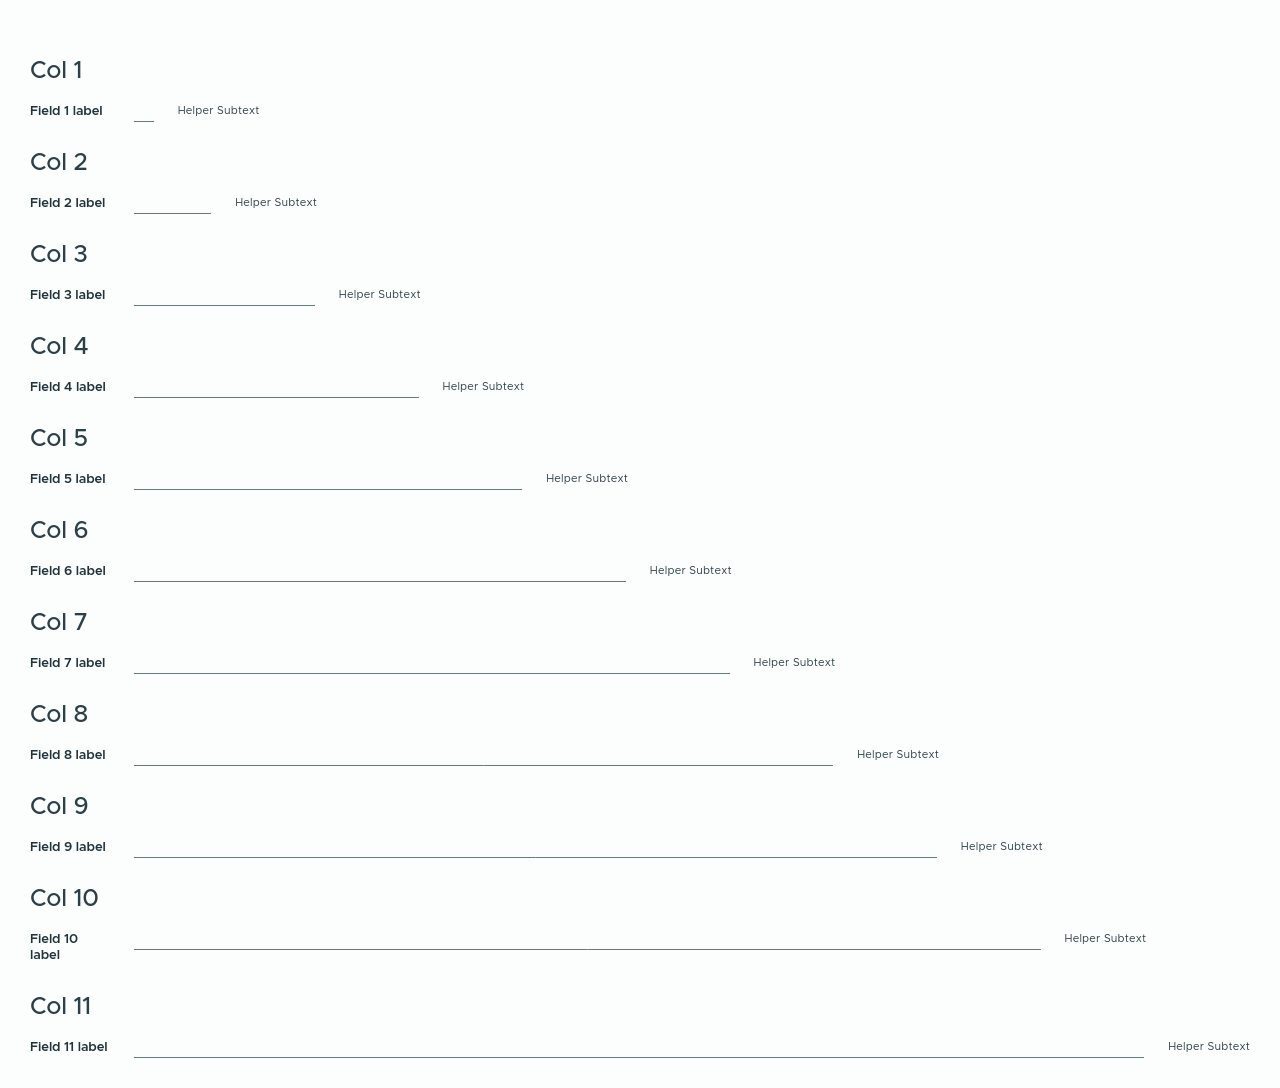 Col 1
Field 1 label Helper Subtext
Col 2
Field 2 label Helper Subtext
Col 3
Field 3 label Helper Subtext
Col 4
Field 4 label Helper Subtext
Col 5
Field 5 label Helper Subtext
Col 6
Field 6 label Helper Subtext
Col 7
Field 7 label Helper Subtext
Col 8
Field 8 label Helper Subtext
Col 9
Field 9 label Helper Subtext
Col 10
Field 10 Helper Subtext
label
Col 11
Field 11 label Helper Subtext